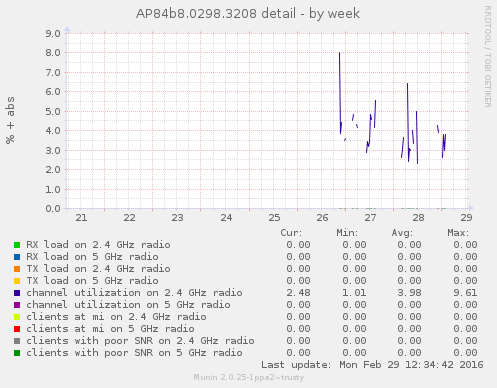 AP84b8.0298.3208 detail - by week
RRDTOOL / TOBI OETIKER
% + abs
9.0
8.0
7.0
6.0
5.0
4.0
3.0
2.0
1.0
0.0
21 22 23 24 25 26 27 28 29
Cur: Min: Avg: Max:
RX load on 2.4 GHz radio 0.00 0.00 0.00 0.00
RX load on 5 GHz radio 0.00 0.00 0.00 0.00
TX load on 2.4 GHz radio 0.00 0.00 0.00 0.00
TX load on 5 GHz radio 0.00 0.00 0.00 0.00
channel utilization on 2.4 GHz radio 2.48 1.01 3.98 9.61
channel utilization on 5 GHz radio 0.00 0.00 0.00 0.00
clients at mi on 2.4 GHz radio 0.00 0.00 0.00 0.00
clients at mi on 5 GHz radio 0.00 0.00 0.00 0.00
clients with poor SNR on 2.4 GHz radio 0.00 0.00 0.00 0.00
clients with poor SNR on 5 GHz radio 0.00 0.00 0.00 0.00
Last update: Mon Feb 29 12:34:42 2016
Munin 2.0.25-1ppa2~trusty